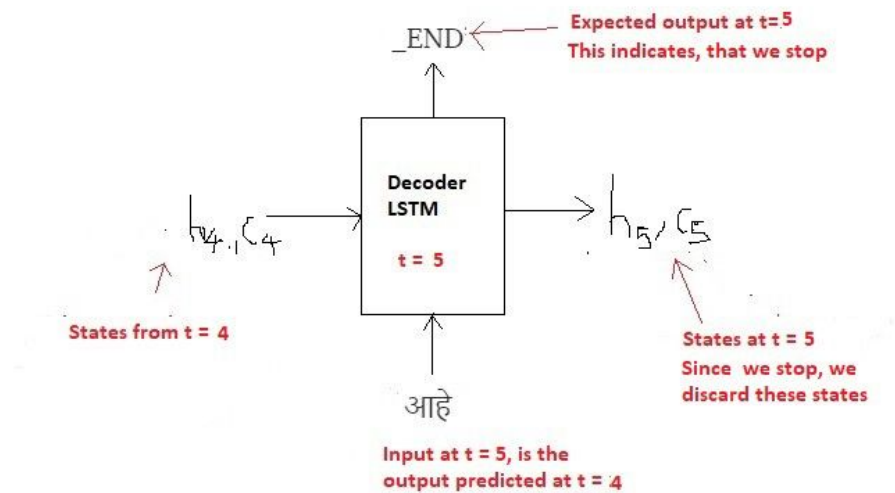 Expected output at t= 5
_END
This indicates, that we stop
Decoder
LSTM
h4, C4
h5, C5
t = 5
States from t = 4
States at t = 5
Since we stop, we
discard these states
आहे
Input at t = 5, is the
output predicted at t = 4